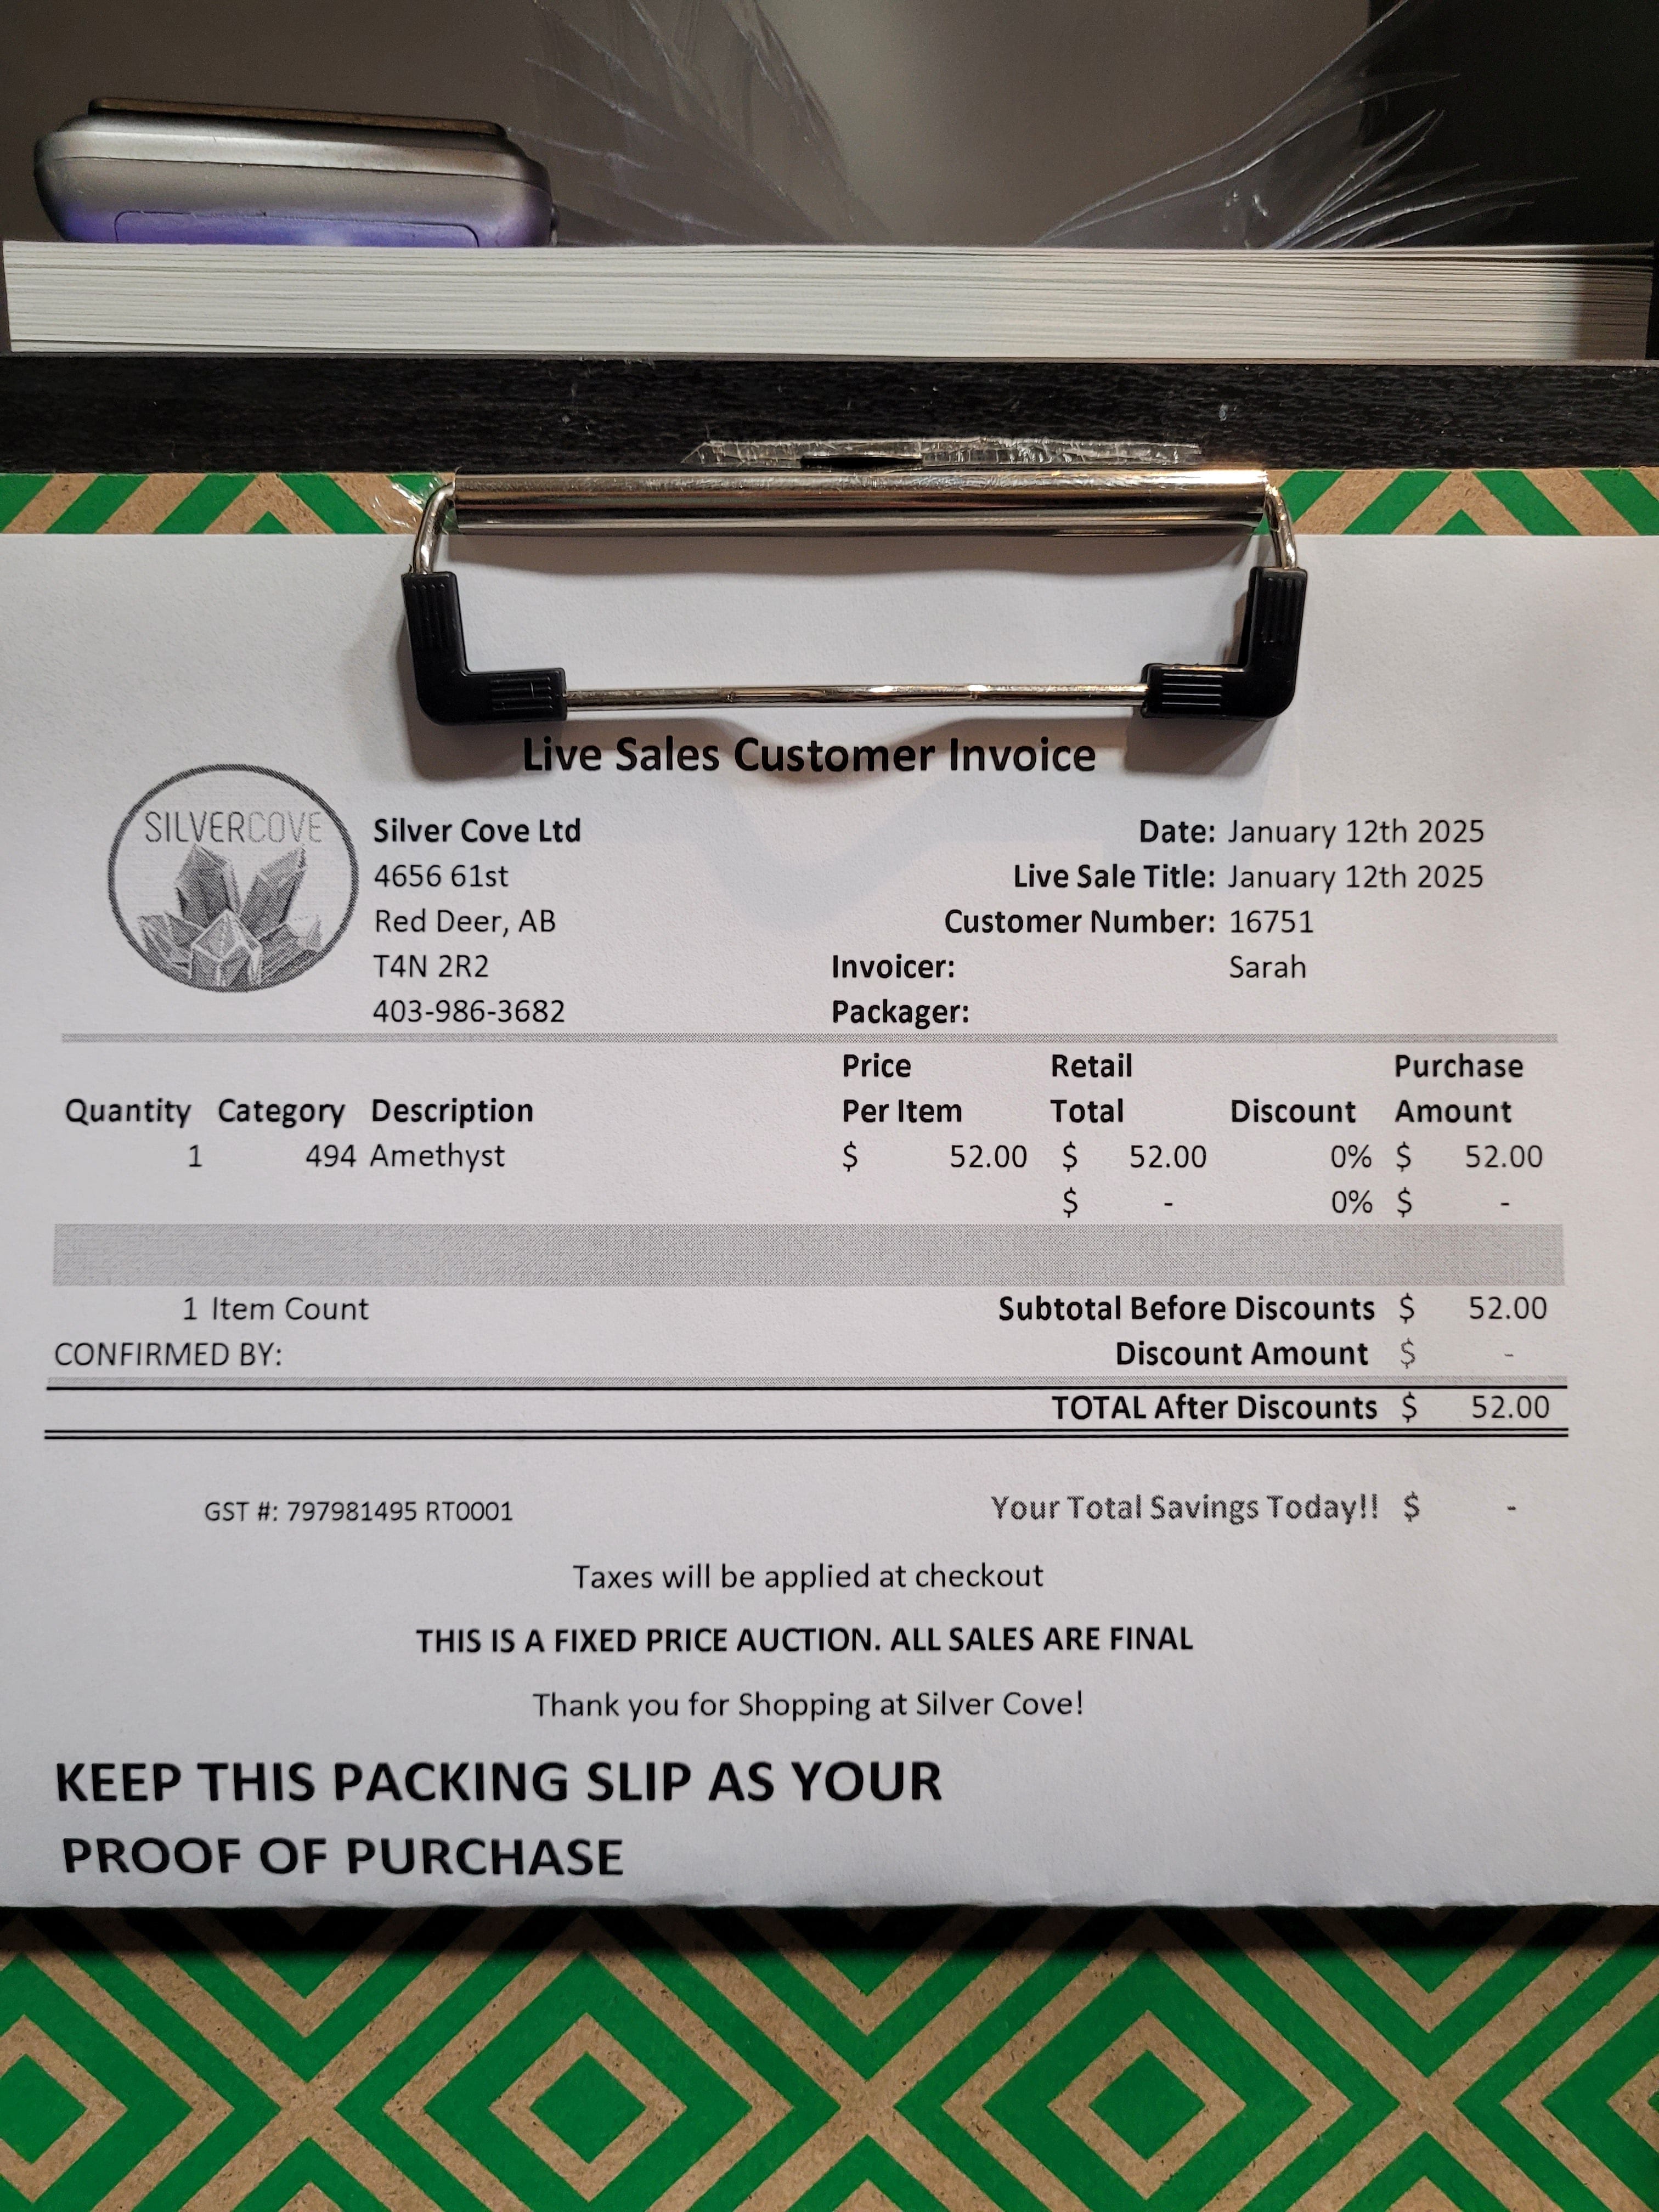 Live Sales Customer Invoice
SILVERCOVE
Silver Cove Ltd
4656 61st
Red Deer, AB
T4N 2R2
403-986-3682
Date: January 12th 2025
Live Sale Title: January 12th 2025
Customer Number: 16751
Invoicer: Sarah
Packager:
Quantity Category Description Price Per Item Retail Total Discount Purchase Amount
1 494 Amethyst $ 52.00 $ 52.00 0% $ 52.00
$ - 0% $ -
1 Item Count Subtotal Before Discounts $ 52.00
CONFIRMED BY: Discount Amount $ -
TOTAL After Discounts $ 52.00
GST #: 797981495 RT0001 Your Total Savings Today!! $ -
Taxes will be applied at checkout
THIS IS A FIXED PRICE AUCTION. ALL SALES ARE FINAL
Thank you for Shopping at Silver Cove!
KEEP THIS PACKING SLIP AS YOUR
PROOF OF PURCHASE